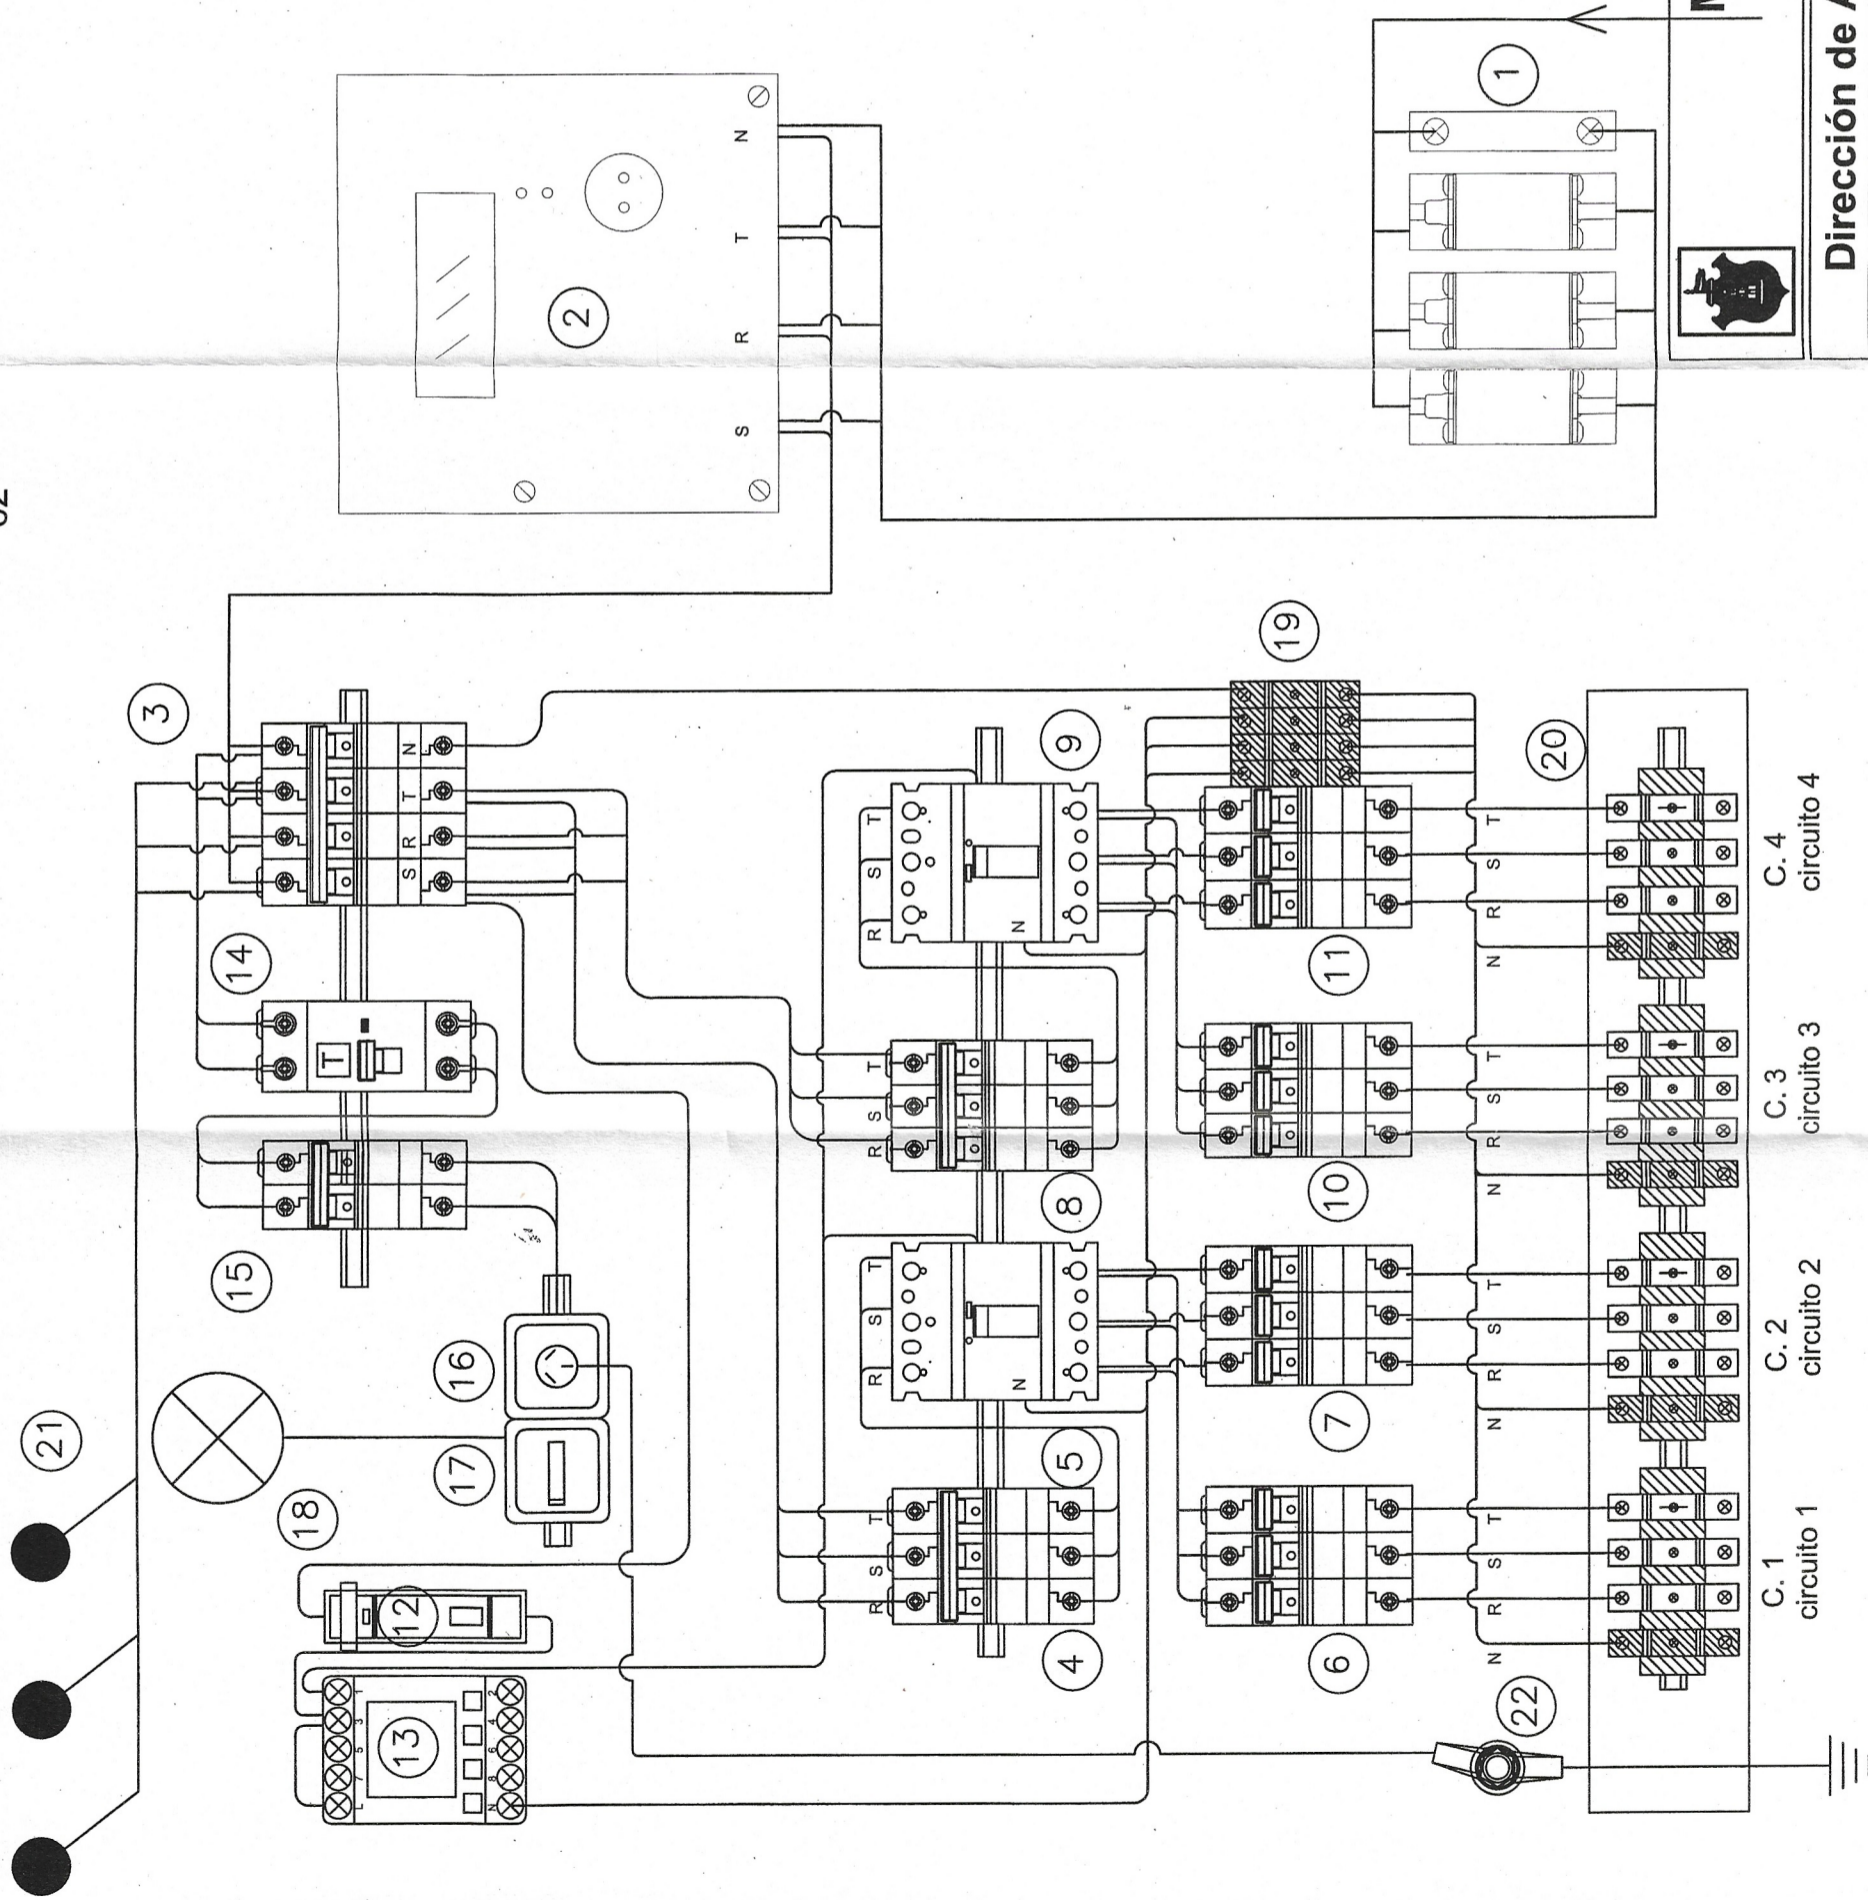 21
3
14
15
16
17
18
12
13
1
3
5
7
L
2
4
6
8
N
S R T N
T
2
S R T N
1
Dirección de A
4
5
8
9
R S T
R S T
N
R S T
R S T
N
6
7
10
11
19
20
22
N R S T
N R S T
N R S T
N R S T
C. 1
circuito 1
C. 2
circuito 2
C. 3
circuito 3
C. 4
circuito 4